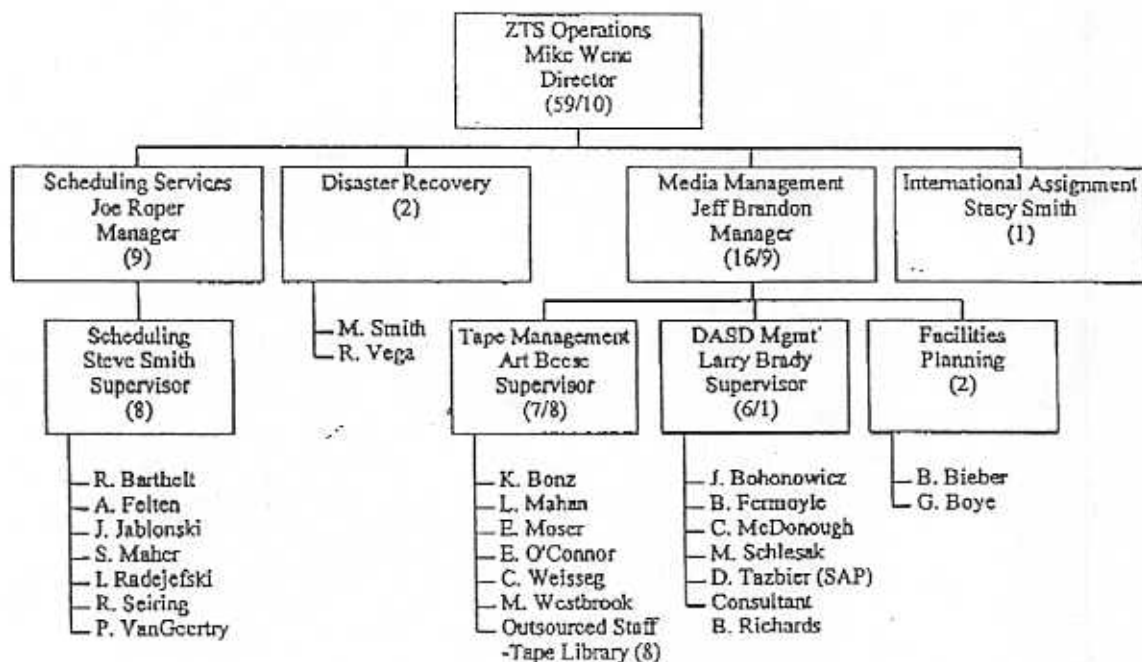 ZTS Operations
Mike Wene
Director
(59/10)
Scheduling Services
Joe Roper
Manager
(9)
Disaster Recovery
(2)
Media Management
Jeff Brandon
Manager
(16/9)
International Assignment
Stacy Smith
(1)
Scheduling
Steve Smith
Supervisor
(8)
M. Smith
R. Vega
Tape Management
Art Beese
Supervisor
(7/8)
DASD Mgmt'
Larry Brady
Supervisor
(6/1)
Facilities
Planning
(2)
R. Barthelt
A. Felten
J. Jablonski
S. Maher
I. Radejefski
R. Seiring
P. VanGeertry
K. Bonz
L. Mahan
E. Moser
E. O'Connor
C. Weisseg
M. Westbrook
Outsourced Staff
-Tape Library (8)
J. Bohonowicz
B. Fermoyle
C. McDonough
M. Schlesak
D. Tazbier (SAP)
Consultant
B. Richards
B. Bieber
G. Boye